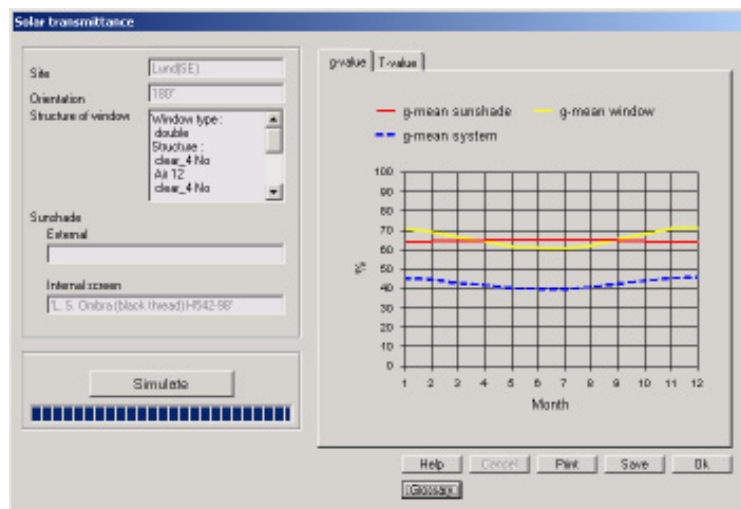 Solar transmittance
Site
Lund(SE)
Orientation
180°
Structure of window
Window type :
double
Structure :
clear_4 No
Air 12
clear_4 No
Sunshade
External
Internal screen
'L. S. Ombra (black thread) H542-98'
Simulate
g-value
T-value
g-mean sunshade
g-mean window
g-mean system
100
90
80
70
60
50
40
30
20
10
0
%
1 2 3 4 5 6 7 8 9 10 11 12
Month
Help
Cancel
Print
Save
Ok
Glossary